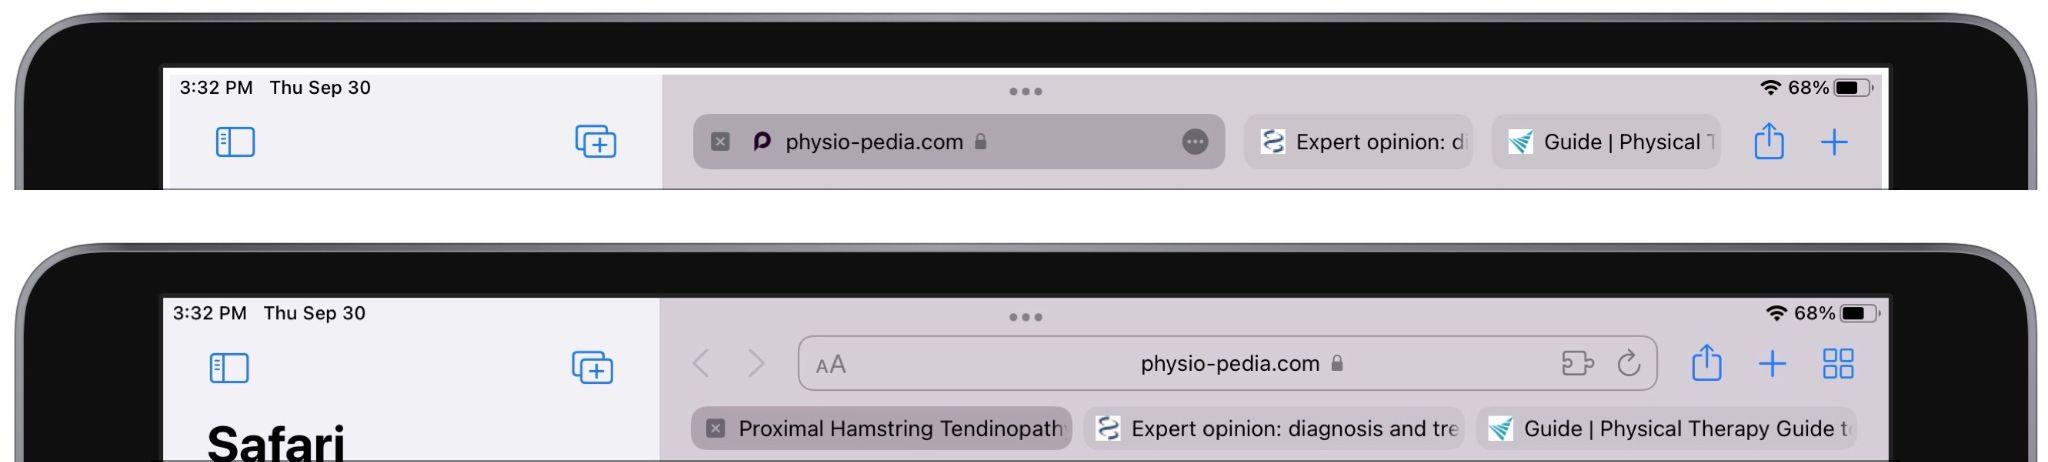 3:32 PM Thu Sep 30
68%
physio-pedia.com
Expert opinion: di
Guide | Physical T
3:32 PM Thu Sep 30
68%
AA
physio-pedia.com
Safari
Proximal Hamstring Tendinopath
Expert opinion: diagnosis and tre
Guide | Physical Therapy Guide to